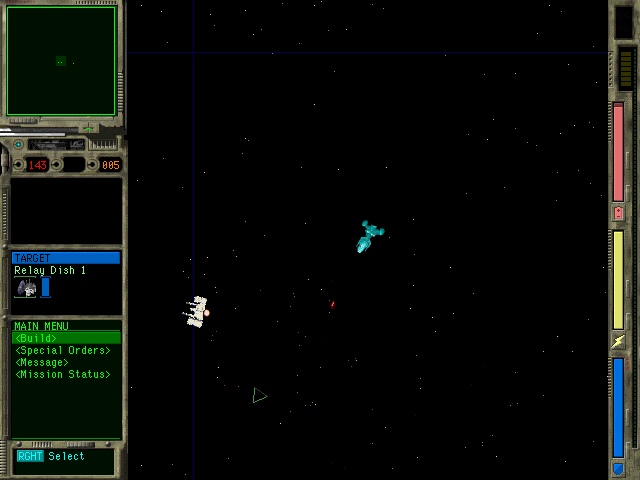 143
005
TARGET
Relay Dish 1
MAIN MENU
<Build>
<Special Orders>
<Message>
<Mission Status>
RGHT Select